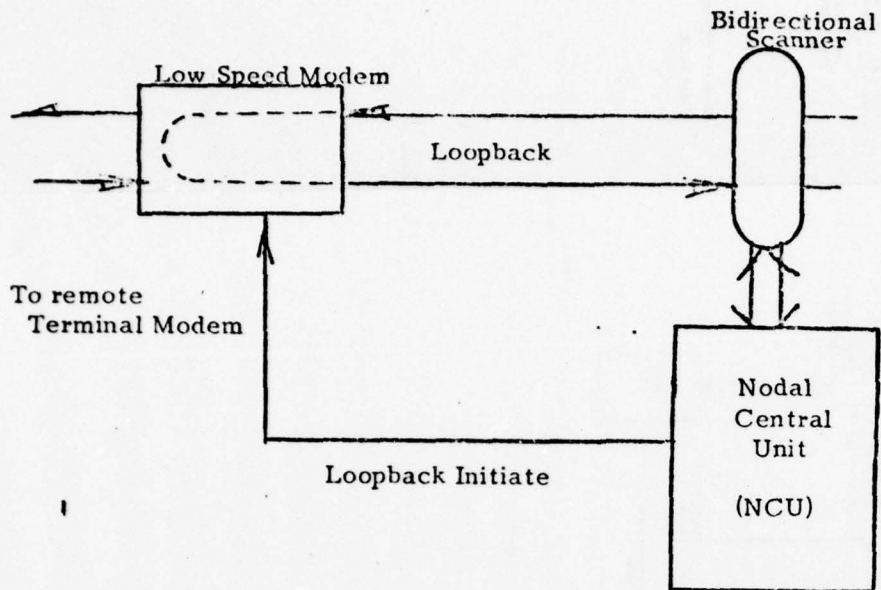 Bidirectional
Scanner
Low Speed Modem
Loopback
To remote
Terminal Modem
Nodal
Central
Unit
(NCU)
Loopback Initiate